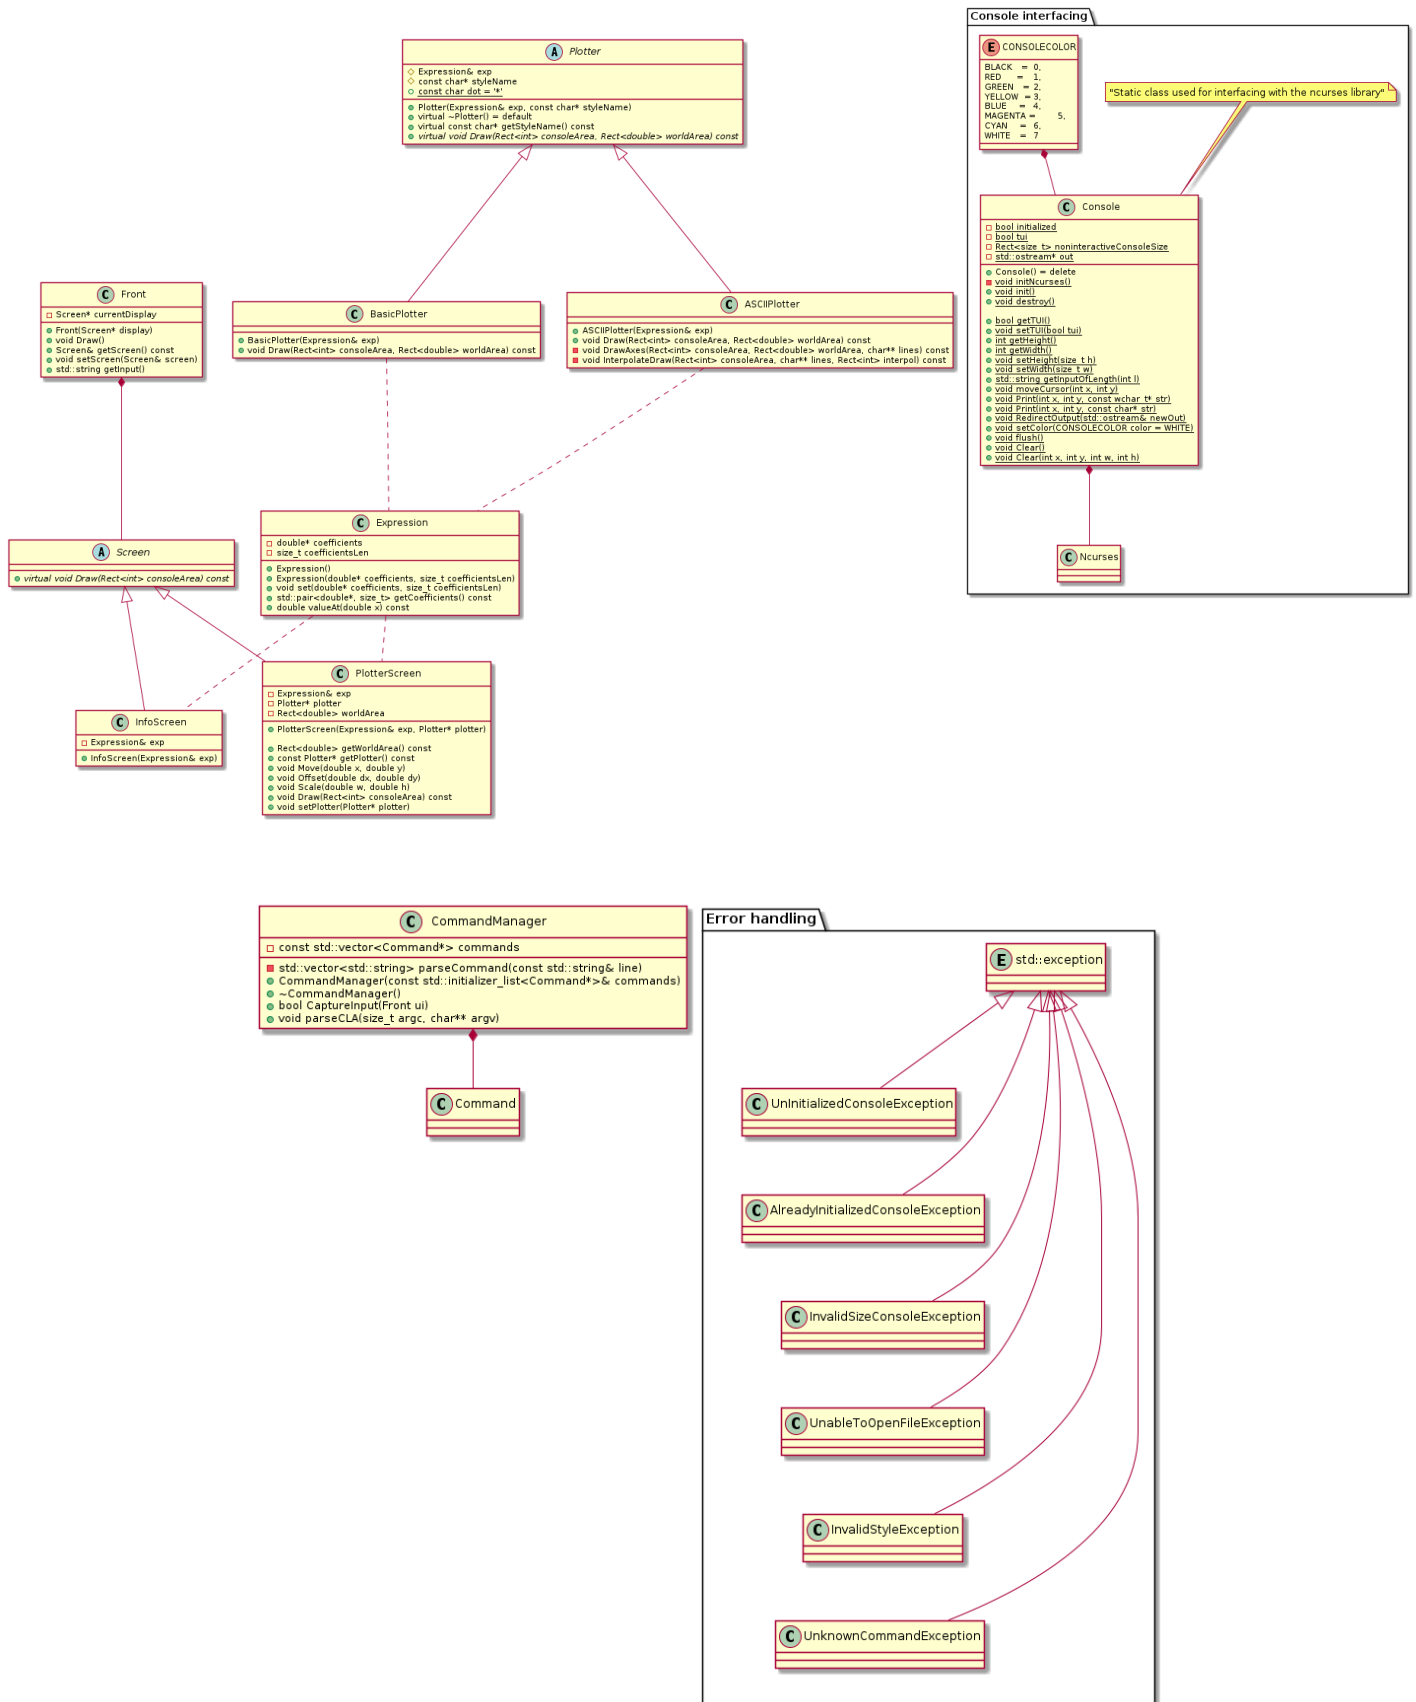 A Plotter
Expression& exp
const char* styleName
const char dot = '*'
Plotter(Expression& exp, const char* styleName)
virtual ~Plotter() = default
virtual const char* getStyleName() const
virtual void Draw(Rect<int> consoleArea, Rect<double> worldArea) const
Console interfacing
E CONSOLECOLOR
BLACK = 0,
RED = 1,
GREEN = 2,
YELLOW = 3,
BLUE = 4,
MAGENTA = 5,
CYAN = 6,
WHITE = 7
"Static class used for interfacing with the ncurses library"
C Console
bool initialized
bool tui
Rect<size_t> noninteractiveConsoleSize
std::ostream* out
Console() = delete
void initNcurses()
void init()
void destroy()
bool getTUI()
void setTUI(bool tui)
int getHeight()
int getWidth()
void setHeight(size_t h)
void setWidth(size_t w)
std::string getInputOfLength(int l)
void moveCursor(int x, int y)
void Print(int x, int y, const wchar_t* str)
void Print(int x, int y, const char* str)
void RedirectOutput(std::ostream& newOut)
void setColor(CONSOLECOLOR color = WHITE)
void flush()
void Clear()
void Clear(int x, int y, int w, int h)
C Ncurses
C Front
Screen* currentDisplay
Front(Screen* display)
void Draw()
Screen& getScreen() const
void setScreen(Screen& screen)
std::string getInput()
C BasicPlotter
BasicPlotter(Expression& exp)
void Draw(Rect<int> consoleArea, Rect<double> worldArea) const
C ASCIIPlotter
ASCIIPlotter(Expression& exp)
void Draw(Rect<int> consoleArea, Rect<double> worldArea) const
void DrawAxes(Rect<int> consoleArea, Rect<double> worldArea, char** lines) const
void InterpolateDraw(Rect<int> consoleArea, char** lines, Rect<int> interpol) const
A Screen
virtual void Draw(Rect<int> consoleArea) const
C Expression
double* coefficients
size_t coefficientsLen
Expression()
Expression(double* coefficients, size_t coefficientsLen)
void set(double* coefficients, size_t coefficientsLen)
std::pair<double*, size_t> getCoefficients() const
double valueAt(double x) const
C InfoScreen
Expression& exp
InfoScreen(Expression& exp)
C PlotterScreen
Expression& exp
Plotter* plotter
Rect<double> worldArea
PlotterScreen(Expression& exp, Plotter* plotter)
Rect<double> getWorldArea() const
const Plotter* getPlotter() const
void Move(double x, double y)
void Offset(double dx, double dy)
void Scale(double w, double h)
void Draw(Rect<int> consoleArea) const
void setPlotter(Plotter* plotter)
C CommandManager
const std::vector<Command*> commands
std::vector<std::string> parseCommand(const std::string& line)
CommandManager(const std::initializer_list<Command*>& commands)
~CommandManager()
bool CaptureInput(Front ui)
void parseCLA(size_t argc, char** argv)
C Command
Error handling
E std::exception
C UnInitializedConsoleException
C AlreadyInitializedConsoleException
C InvalidSizeConsoleException
C UnableToOpenFileException
C InvalidStyleException
C UnknownCommandException